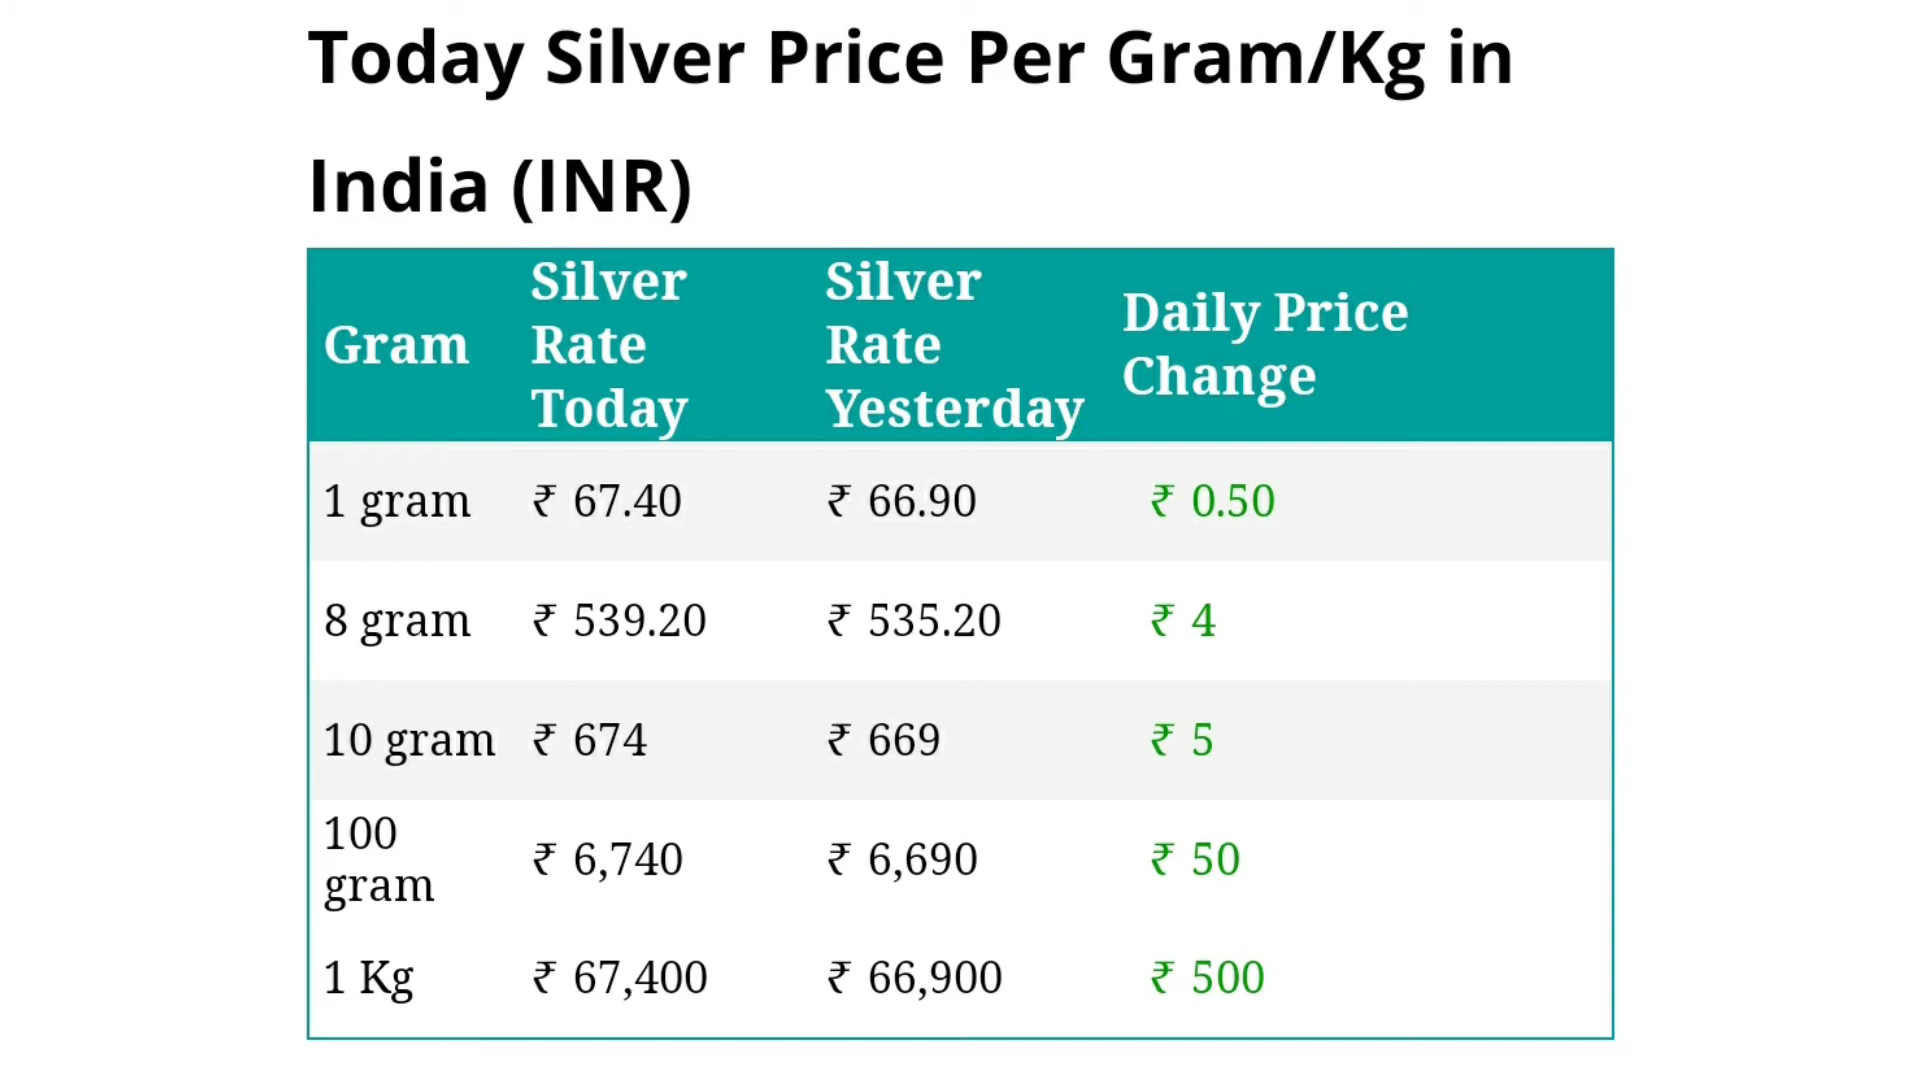 Today Silver Price Per Gram/Kg in
India (INR)
Gram
Silver
Rate
Today
Silver
Rate
Yesterday
Daily Price
Change
1 gram ₹ 67.40 ₹ 66.90 ₹ 0.50
8 gram ₹ 539.20 ₹ 535.20 ₹ 4
10 gram ₹ 674 ₹ 669 ₹ 5
100
gram ₹ 6,740 ₹ 6,690 ₹ 50
1 Kg ₹ 67,400 ₹ 66,900 ₹ 500